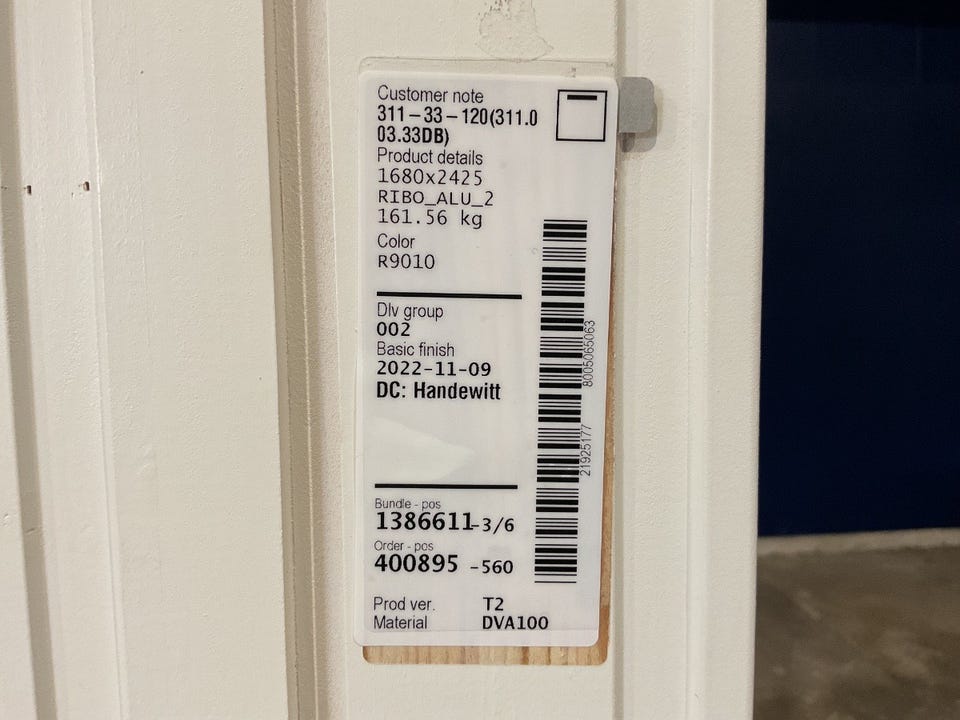 Customer note
311-33-120(311.0
03.33DB)
Product details
1680x2425
RIBO_ALU_2
161.56 kg
Color
R9010
Dlv group
002
Basic finish
2022-11-09
DC: Handewitt
Bundle - pos
1386611-3/6
Order - pos
400895 -560
Prod ver. T2
Material DVA100
21925177
8005065063